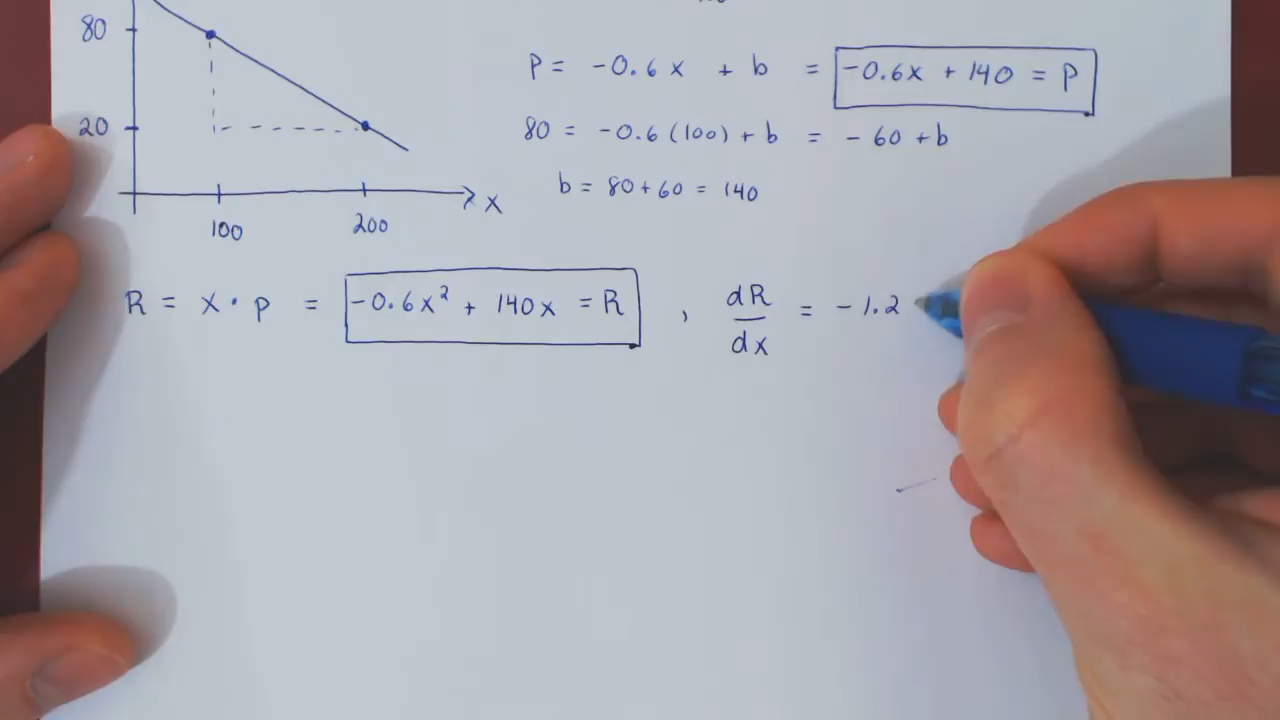 80
20
100
200
x
P = -0.6x + b = -0.6x + 140 = P
80 = -0.6(100) + b = -60 + b
b = 80+60 = 140
R = x · p = -0.6x² + 140x = R , dR/dx = -1.2